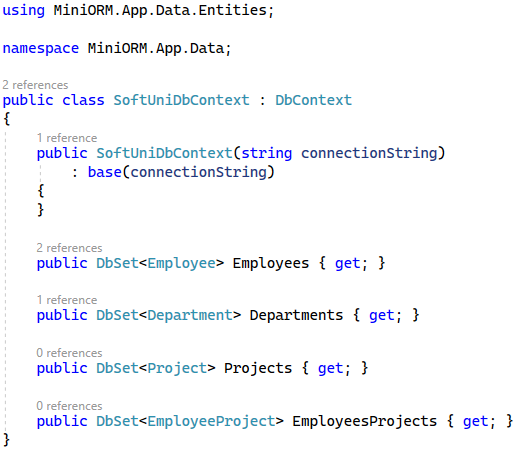 using MiniORM.App.Data.Entities;
namespace MiniORM.App.Data;
2 references
public class SoftUniDbContext : DbContext
{
1 reference
public SoftUniDbContext(string connectionString)
: base(connectionString)
{
}
2 references
public DbSet<Employee> Employees { get; }
1 reference
public DbSet<Department> Departments { get; }
0 references
public DbSet<Project> Projects { get; }
0 references
public DbSet<EmployeeProject> EmployeesProjects { get; }
}